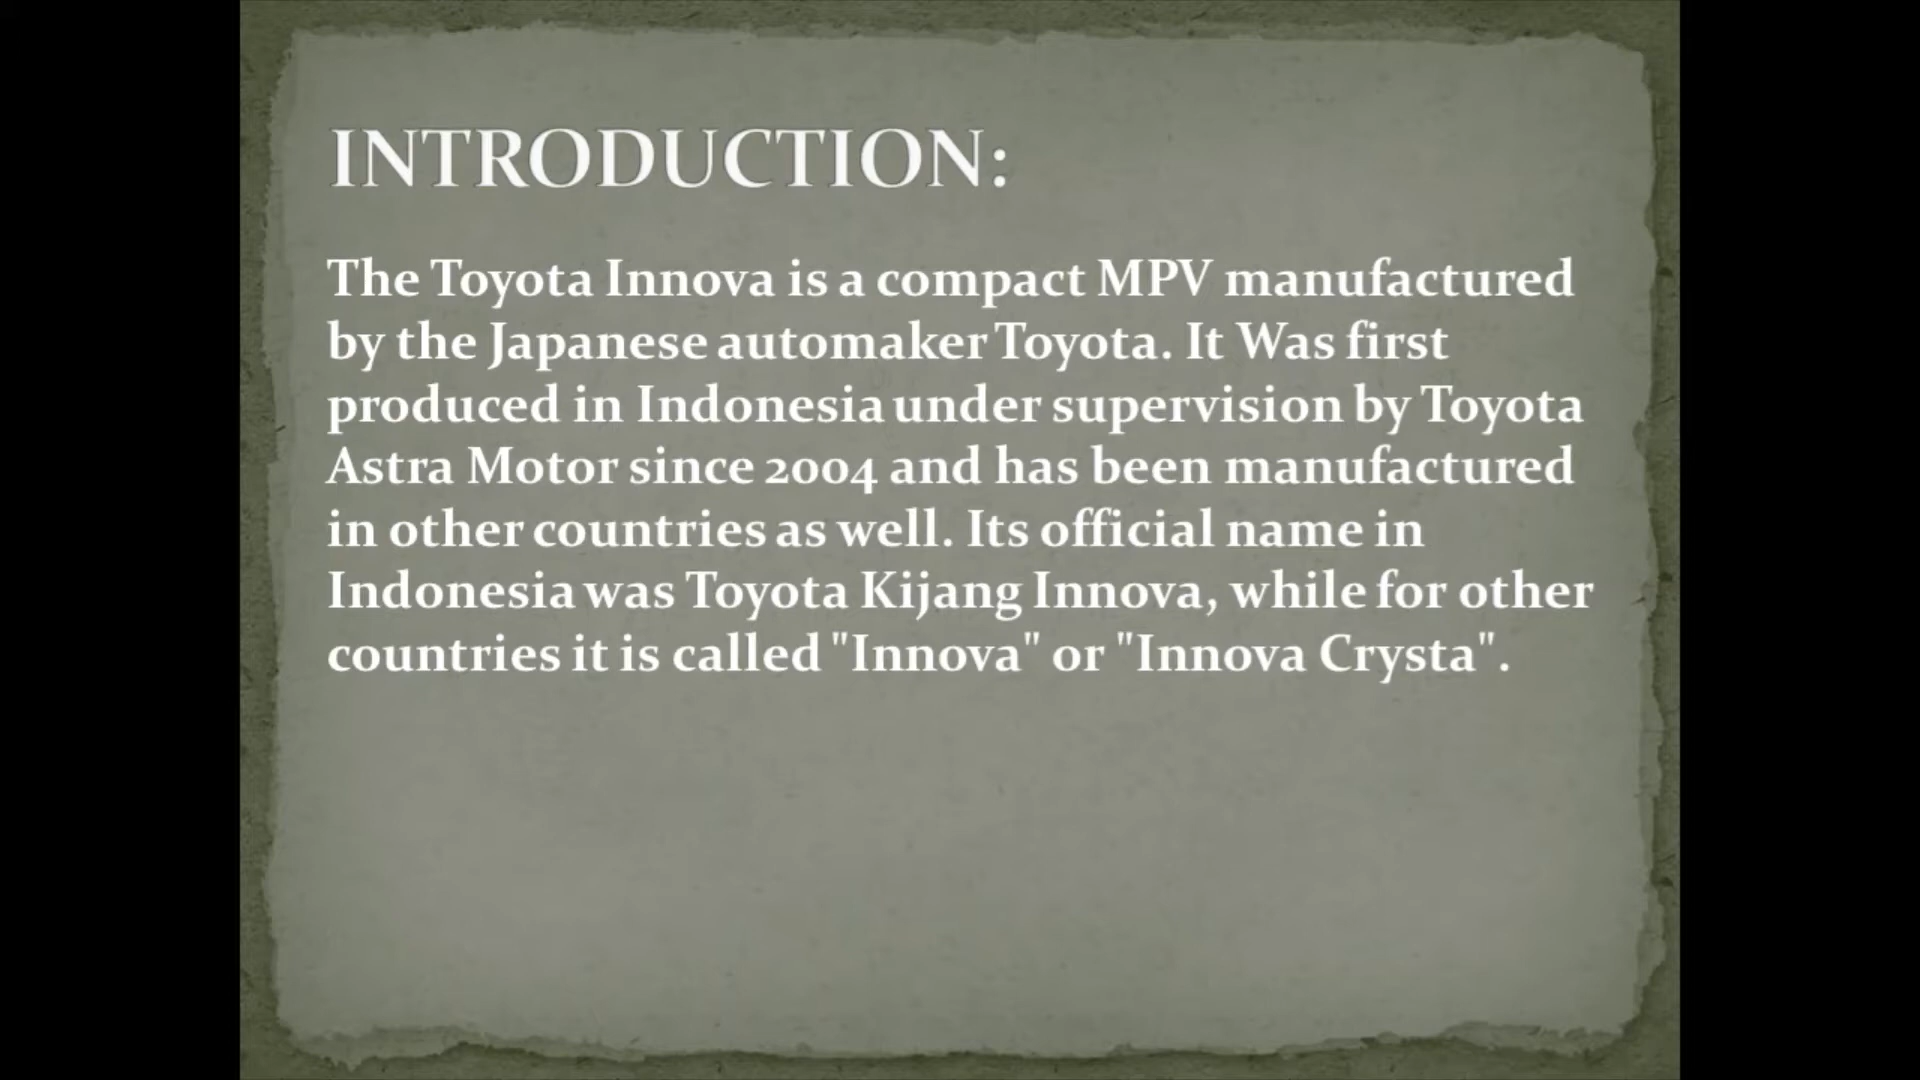 INTRODUCTION:
The Toyota Innova is a compact MPV manufactured
by the Japanese automaker Toyota. It Was first
produced in Indonesia under supervision by Toyota
Astra Motor since 2004 and has been manufactured
in other countries as well. Its official name in
Indonesia was Toyota Kijang Innova, while for other
countries it is called "Innova" or "Innova Crysta".